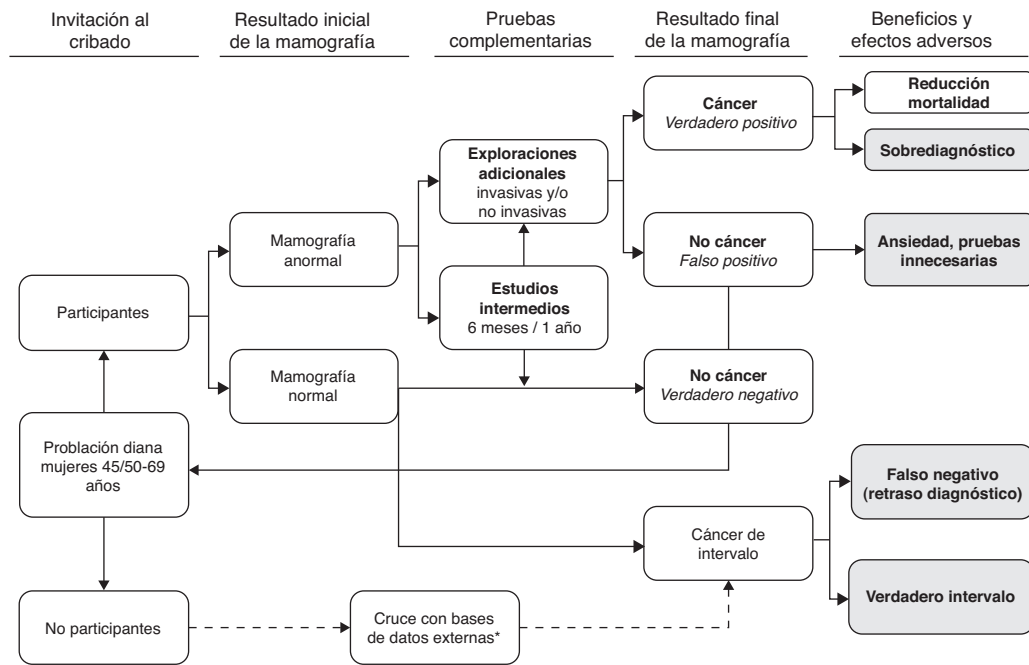 Invitación al
cribado
Resultado inicial
de la mamografía
Pruebas
complementarias
Resultado final
de la mamografía
Beneficios y
efectos adversos
Cáncer
Verdadero positivo
Reducción
mortalidad
Sobrediagnóstico
Exploraciones
adicionales
invasivas y/o
no invasivas
Mamografía
anormal
No cáncer
Falso positivo
Ansiedad, pruebas
innecesarias
Estudios
intermedios
6 meses / 1 año
Participantes
Mamografía
normal
No cáncer
Verdadero negativo
Problación diana
mujeres 45/50-69
años
Falso negativo
(retraso diagnóstico)
Cáncer de
intervalo
Verdadero intervalo
No participantes
Cruce con bases
de datos externas*